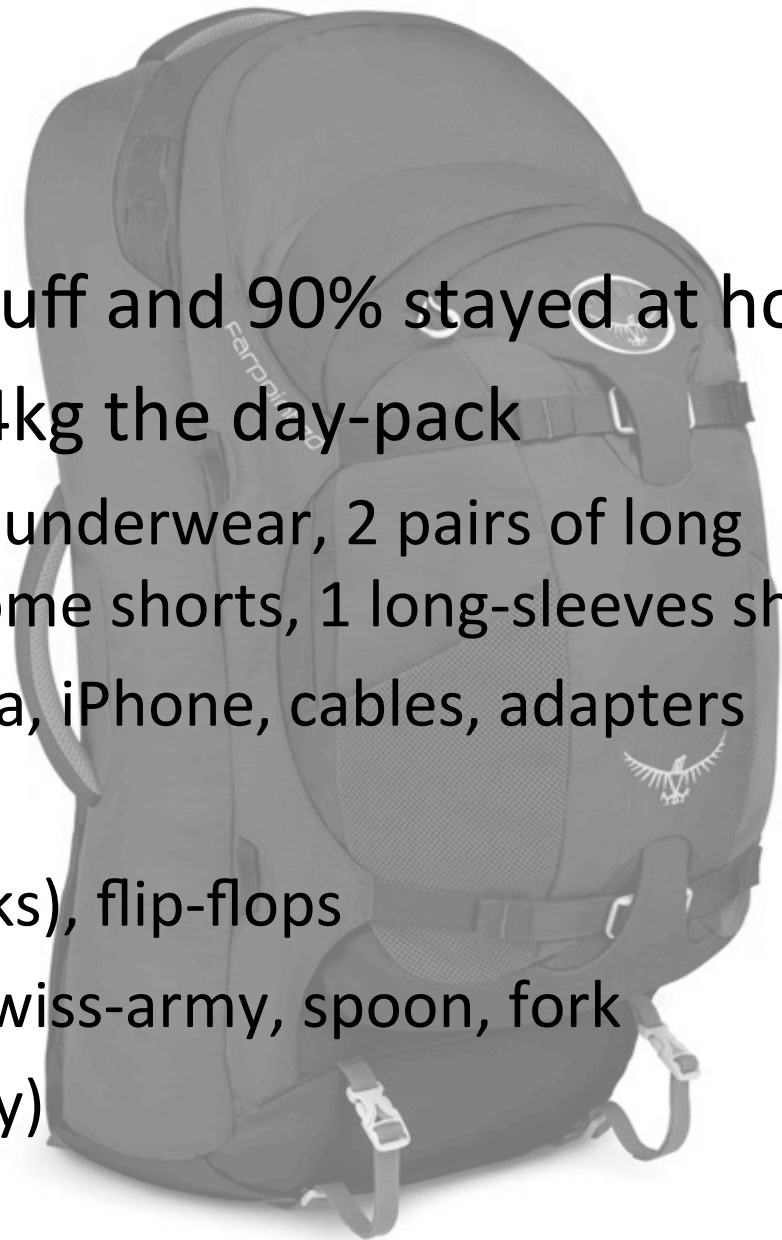 uff and 90% stayed at ho
4kg the day-pack
underwear, 2 pairs of long
ome shorts, 1 long-sleeves sh
a, iPhone, cables, adapters
ks), flip-flops
wiss-army, spoon, fork
y)